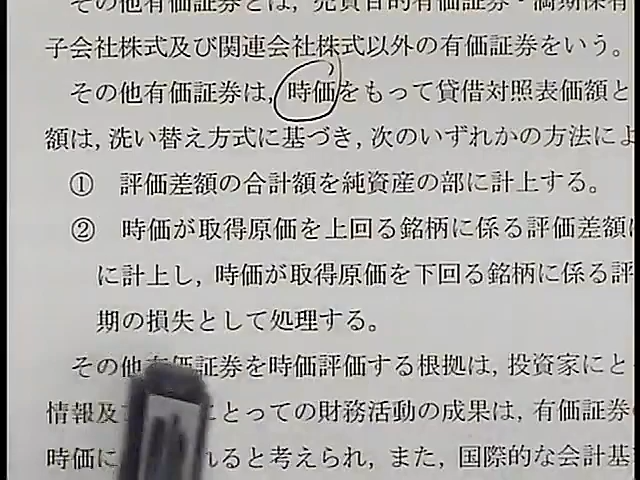 その他有価証券とは，売買目的有価証券・満期保有
子会社株式及び関連会社株式以外の有価証券をいう。
その他有価証券は，時価をもって貸借対照表価額と
額は，洗い替え方式に基づき，次のいずれかの方法によ
① 評価差額の合計額を純資産の部に計上する。
② 時価が取得原価を上回る銘柄に係る評価差額
に計上し，時価が取得原価を下回る銘柄に係る評
期の損失として処理する。
その他有価証券を時価評価する根拠は，投資家にと
情報及 にとっての財務活動の成果は，有価証券
時価に れると考えられ，また，国際的な会計基